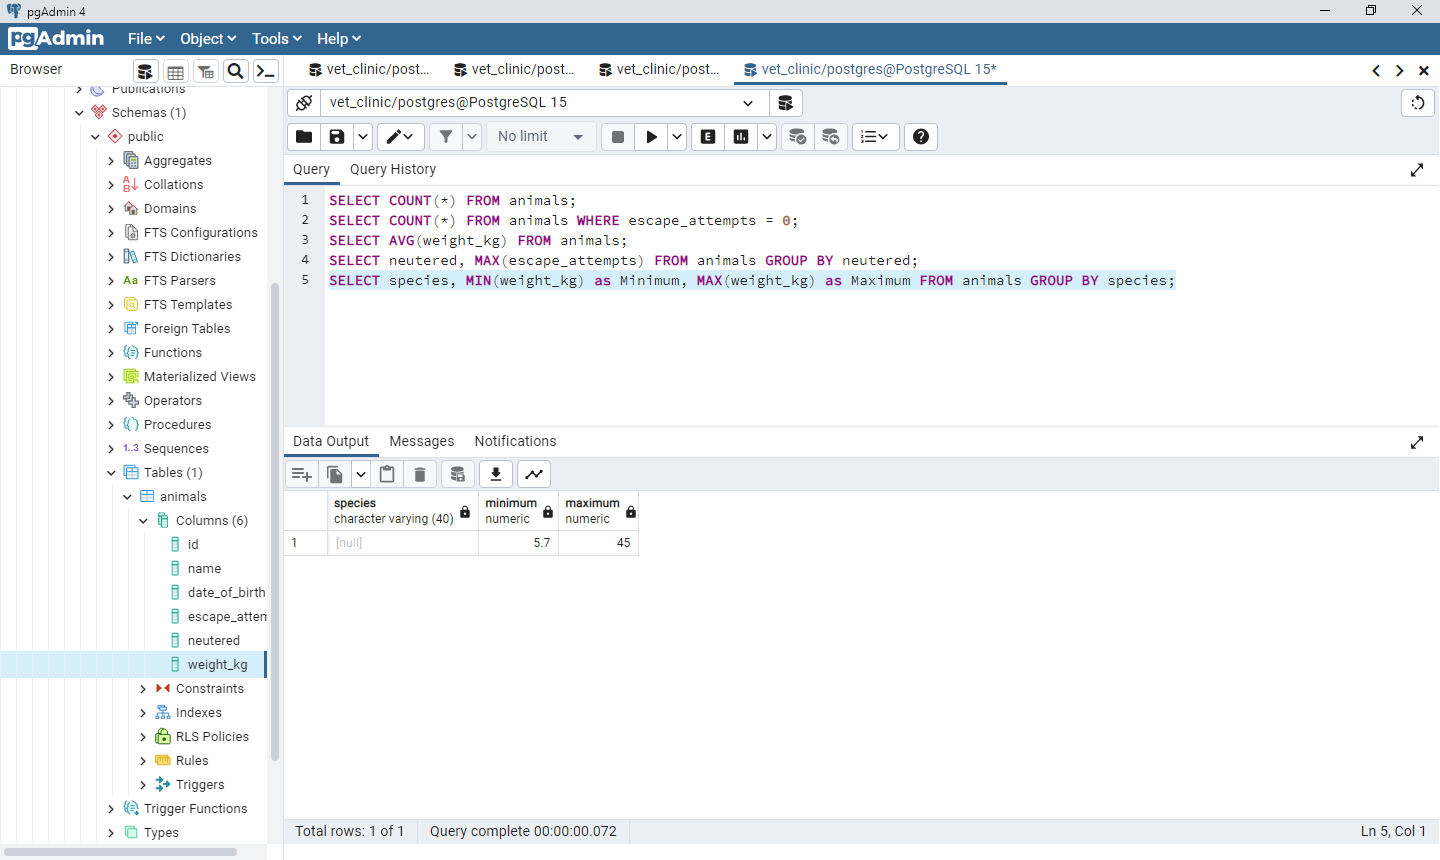 pgAdmin 4
pgAdmin File Object Tools Help
Browser
vet_clinic/post... vet_clinic/post... vet_clinic/post... vet_clinic/postgres@PostgreSQL 15*
Publications
Schemas (1)
public
Aggregates
Collations
Domains
FTS Configurations
FTS Dictionaries
Aa FTS Parsers
FTS Templates
Foreign Tables
Functions
Materialized Views
Operators
Procedures
1..3 Sequences
Tables (1)
animals
Columns (6)
id
name
date_of_birth
escape_attem
neutered
weight_kg
Constraints
Indexes
RLS Policies
Rules
Triggers
Trigger Functions
Types
vet_clinic/postgres@PostgreSQL 15
No limit
E
Query Query History
1 SELECT COUNT(*) FROM animals;
2 SELECT COUNT(*) FROM animals WHERE escape_attempts = 0;
3 SELECT AVG(weight_kg) FROM animals;
4 SELECT neutered, MAX(escape_attempts) FROM animals GROUP BY neutered;
5 SELECT species, MIN(weight_kg) as Minimum, MAX(weight_kg) as Maximum FROM animals GROUP BY species;
Data Output Messages Notifications
species minimum maximum
character varying (40) numeric numeric
1 [null] 5.7 45
Total rows: 1 of 1 Query complete 00:00:00.072 Ln 5, Col 1